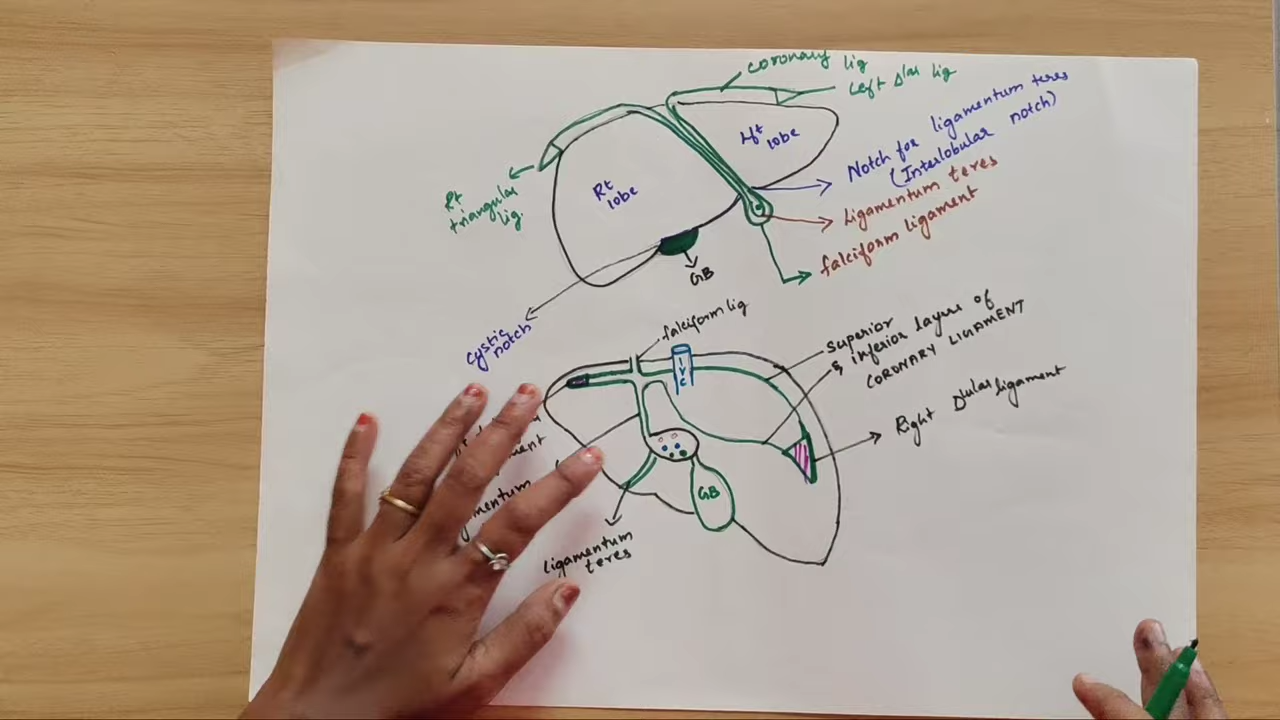 coronary lig
Left Δlar lig
Lft
lobe
Notch for ligamentum teres
(Interlobular notch)
Rt
lobe
Rt
triangular
lig.
Ligamentum teres
falciform ligament
GB
cystic
notch
falciform lig
superior
& inferior layers of
CORONARY LIGAMENT
IVC
Right Δlar ligament
GB
ligamentum
teres